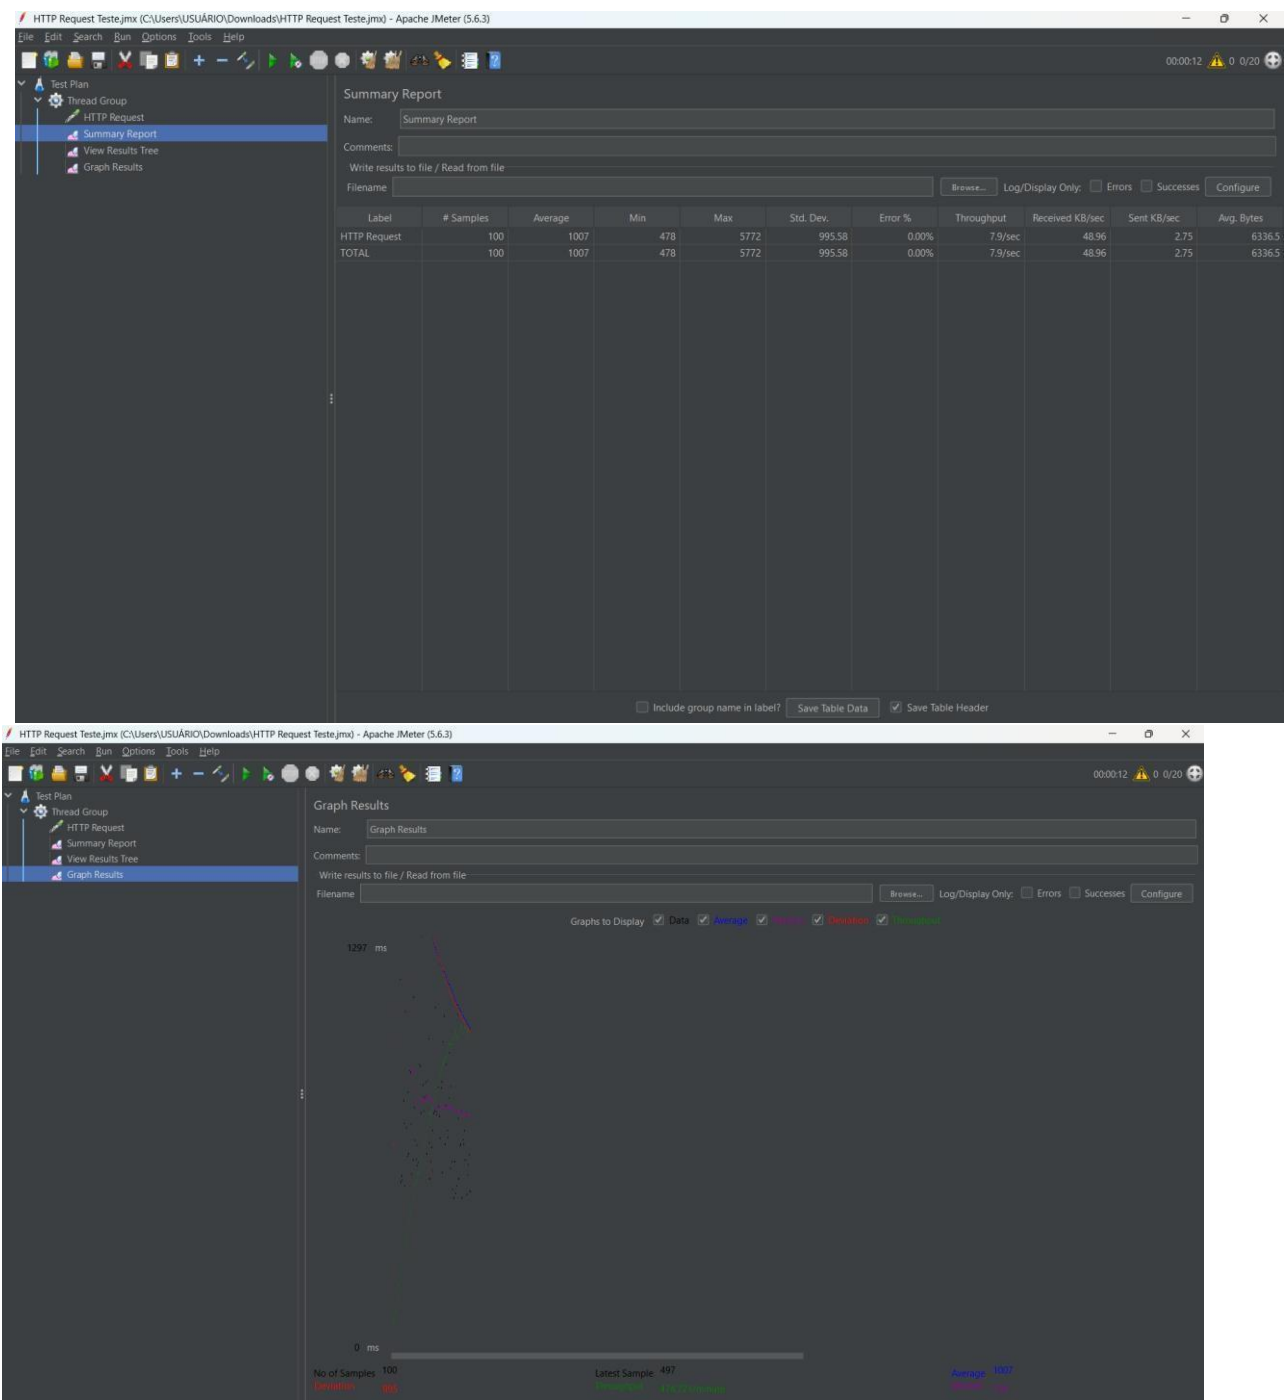 HTTP Request Teste.jmx (C:\Users\USUÁRIO\Downloads\HTTP Request Teste.jmx) - Apache JMeter (5.6.3)
File Edit Search Run Options Tools Help
00:00:12 0 0/20
Test Plan
Thread Group
HTTP Request
Summary Report
View Results Tree
Graph Results
Summary Report
Name: Summary Report
Comments:
Write results to file / Read from file
Filename Browse... Log/Display Only: Errors Successes Configure
Label # Samples Average Min Max Std. Dev. Error % Throughput Received KB/sec Sent KB/sec Avg. Bytes
HTTP Request 100 1007 478 5772 995.58 0.00% 7.9/sec 48.96 2.75 6336.5
TOTAL 100 1007 478 5772 995.58 0.00% 7.9/sec 48.96 2.75 6336.5
Include group name in label? Save Table Data Save Table Header
HTTP Request Teste.jmx (C:\Users\USUÁRIO\Downloads\HTTP Request Teste.jmx) - Apache JMeter (5.6.3)
File Edit Search Run Options Tools Help
00:00:12 0 0/20
Test Plan
Thread Group
HTTP Request
Summary Report
View Results Tree
Graph Results
Graph Results
Name: Graph Results
Comments:
Write results to file / Read from file
Filename Browse... Log/Display Only: Errors Successes Configure
Graphs to Display Data Average Deviation Throughput
1297 ms
0 ms
No of Samples 100 Latest Sample 497 Average 1007
Deviation Throughput